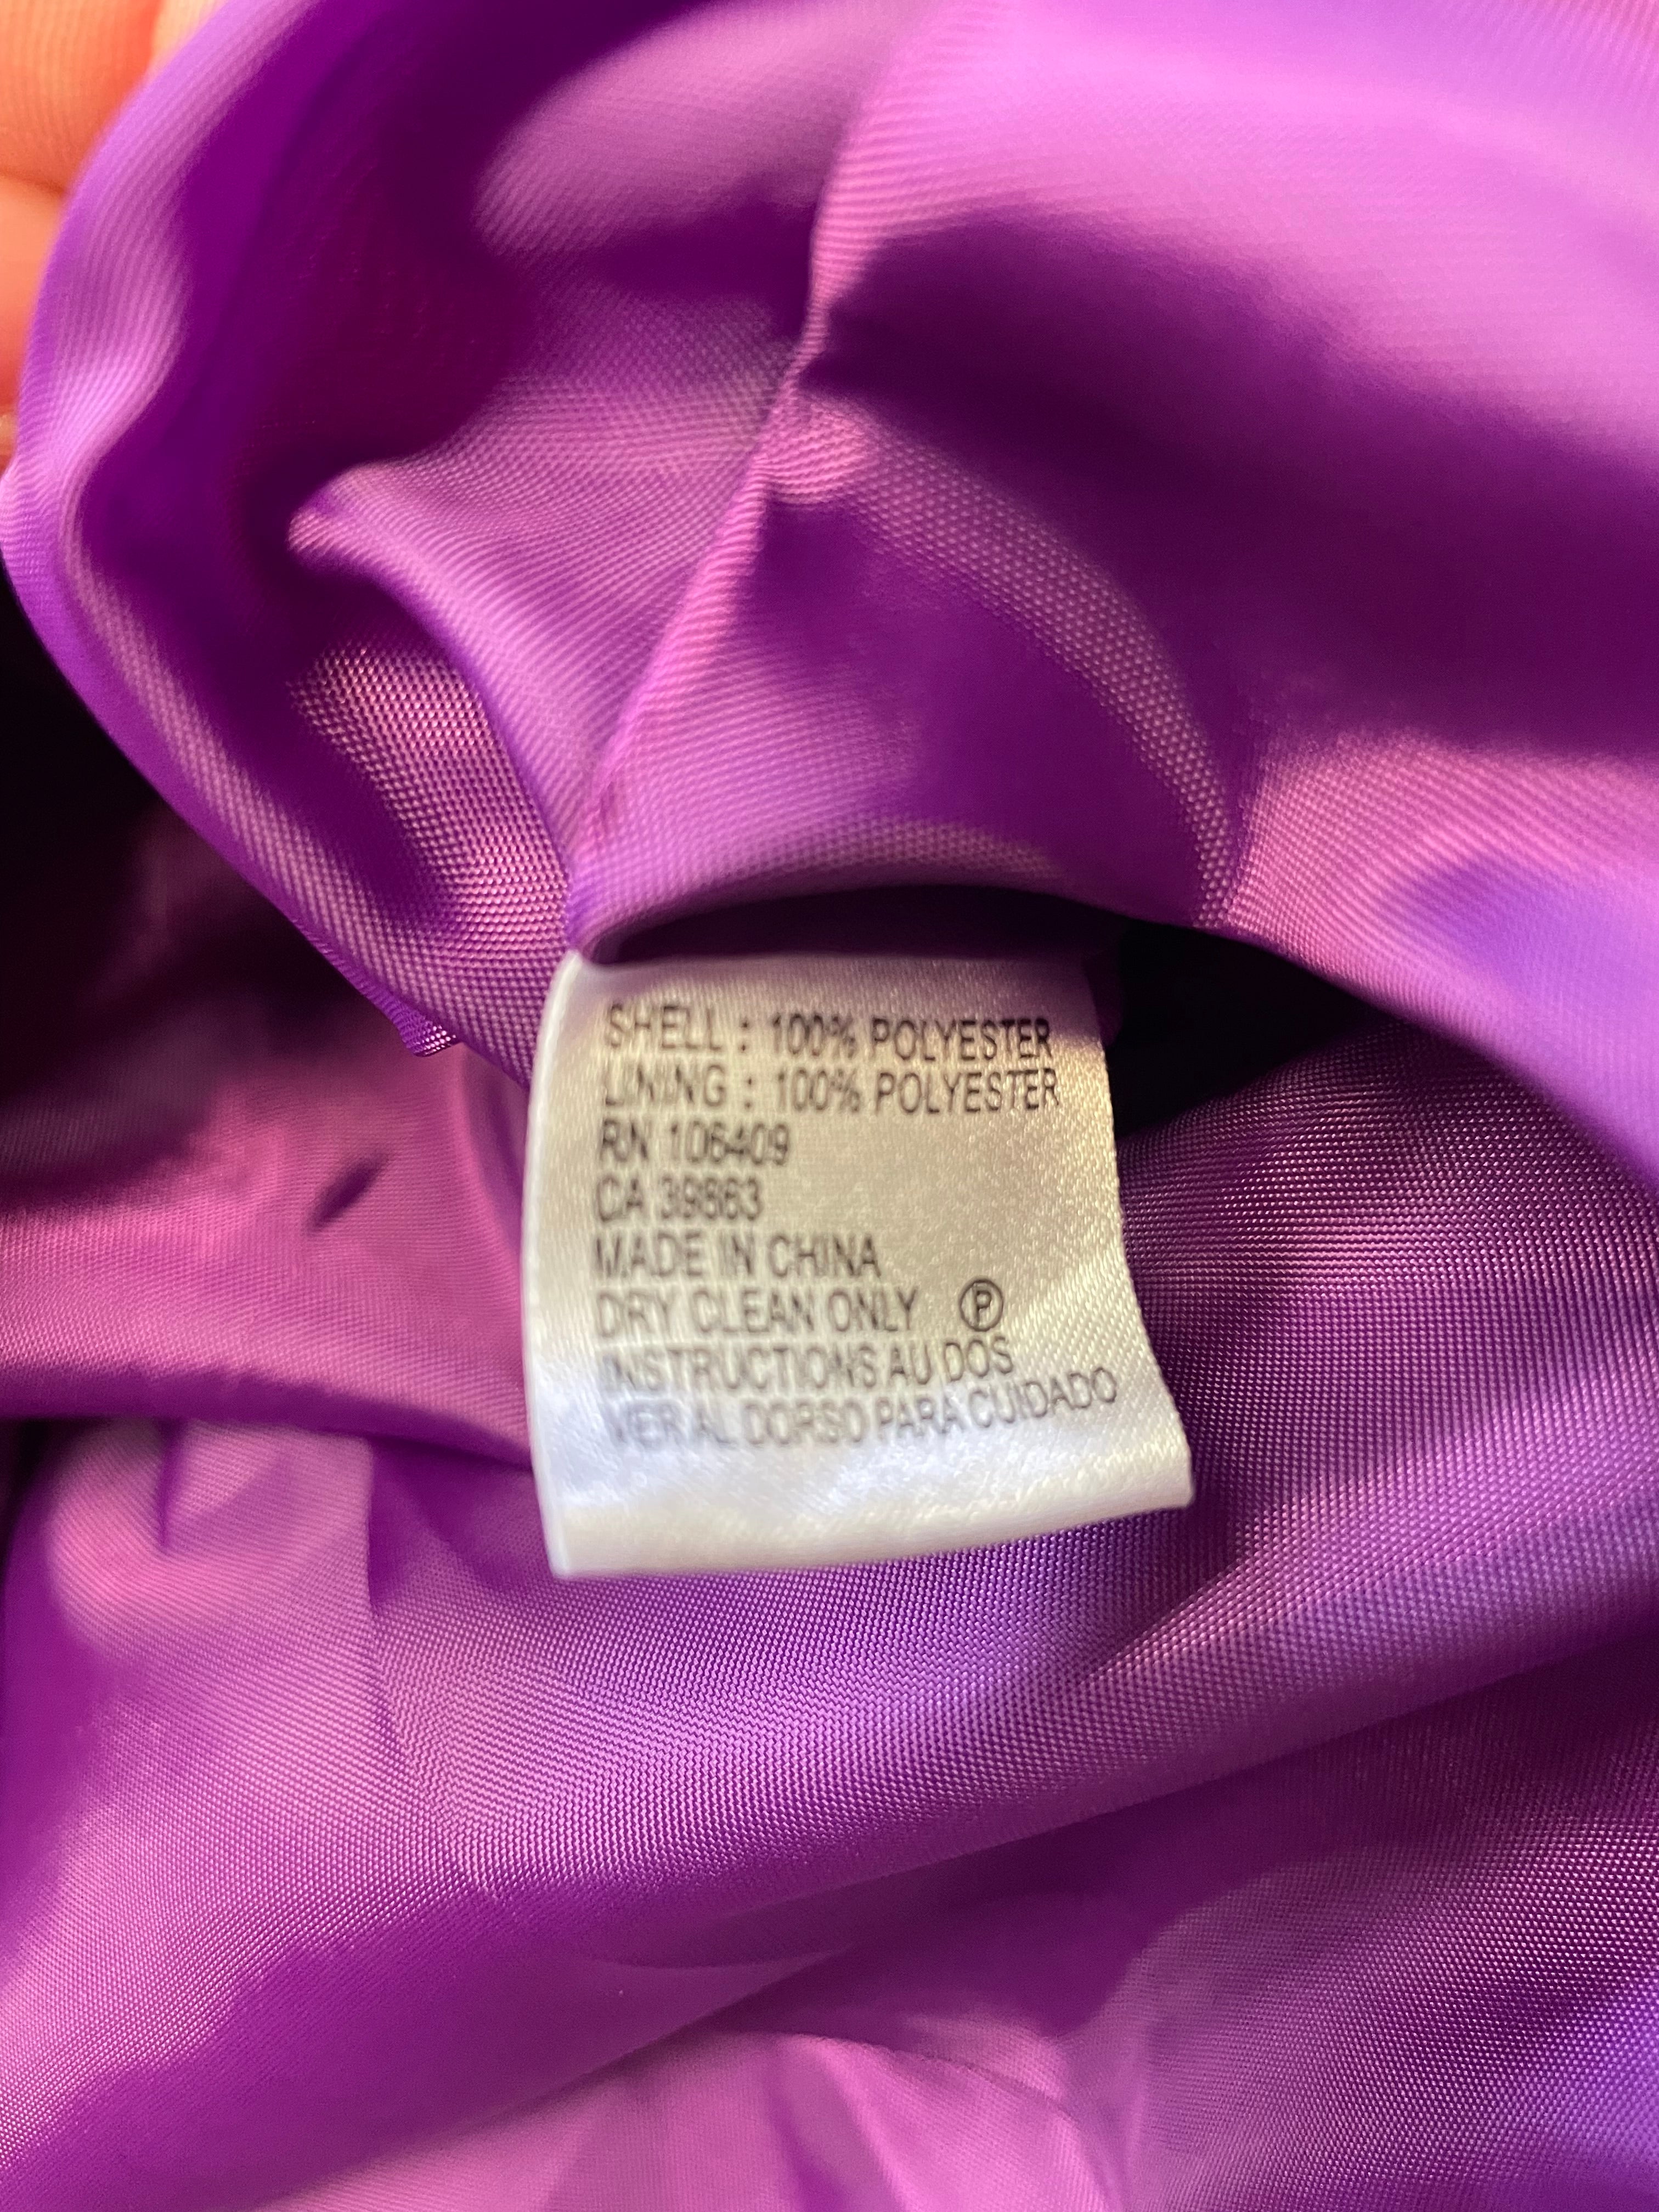 SHELL : 100% POLYESTER
LINING : 100% POLYESTER
RN 106409
CA 39863
MADE IN CHINA
DRY CLEAN ONLY Ⓟ
INSTRUCTIONS AU DOS
VER AL DORSO PARA CUIDADO